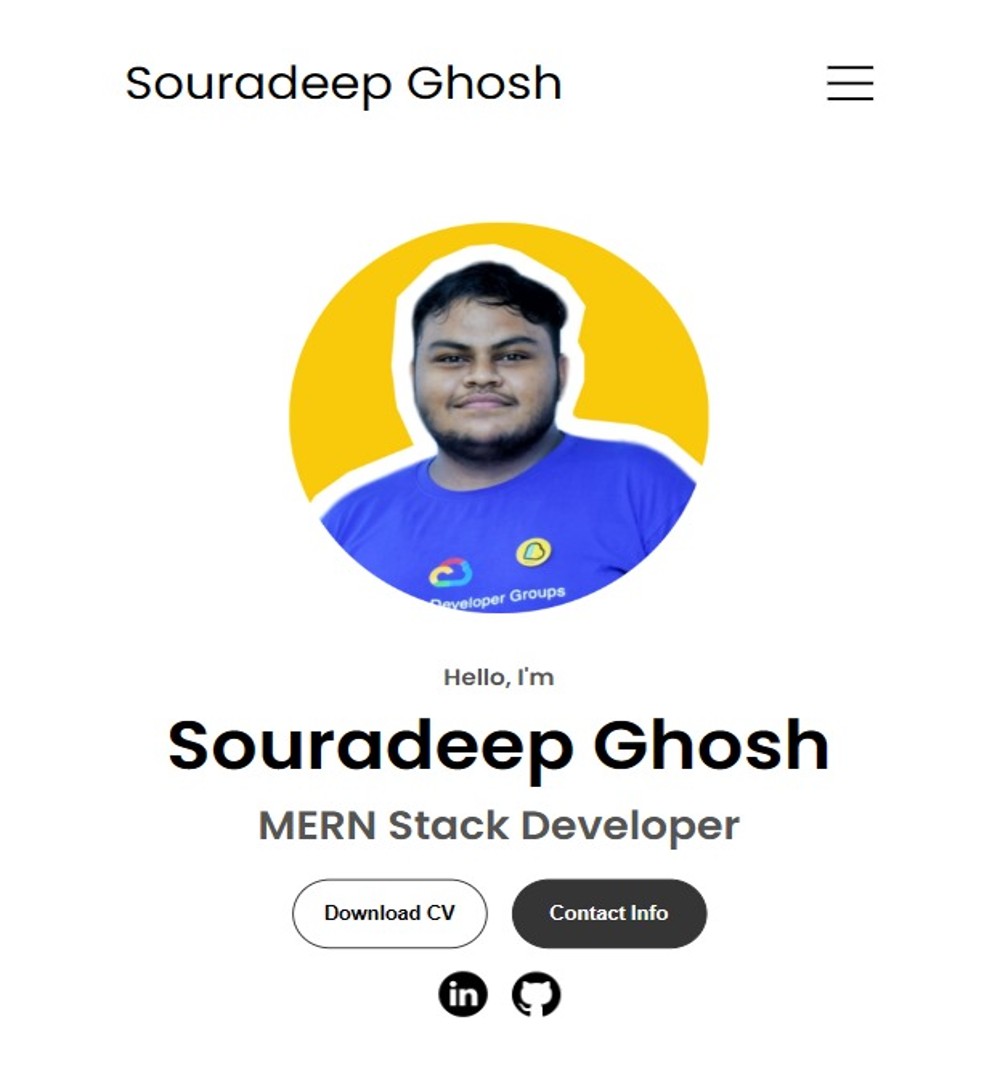 Souradeep Ghosh
Developer Groups
Hello, I'm
Souradeep Ghosh
MERN Stack Developer
Download CV
Contact Info
in